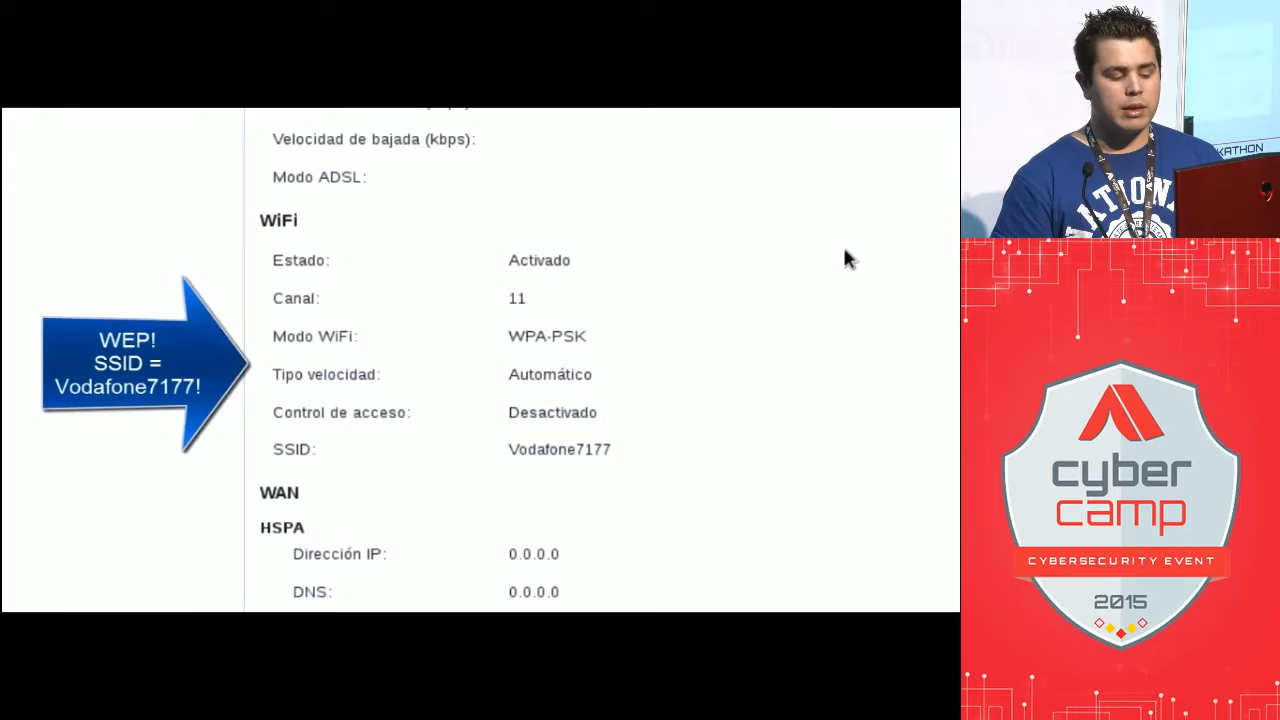 Velocidad de bajada (kbps):
Modo ADSL:
WiFi
Estado: Activado
Canal: 11
Modo WiFi: WPA-PSK
Tipo velocidad: Automático
Control de acceso: Desactivado
SSID: Vodafone7177
WAN
HSPA
Dirección IP: 0.0.0.0
DNS: 0.0.0.0
WEP!
SSID =
Vodafone7177!
KATHON
cyber
camp
CYBERSECURITY EVENT
2015